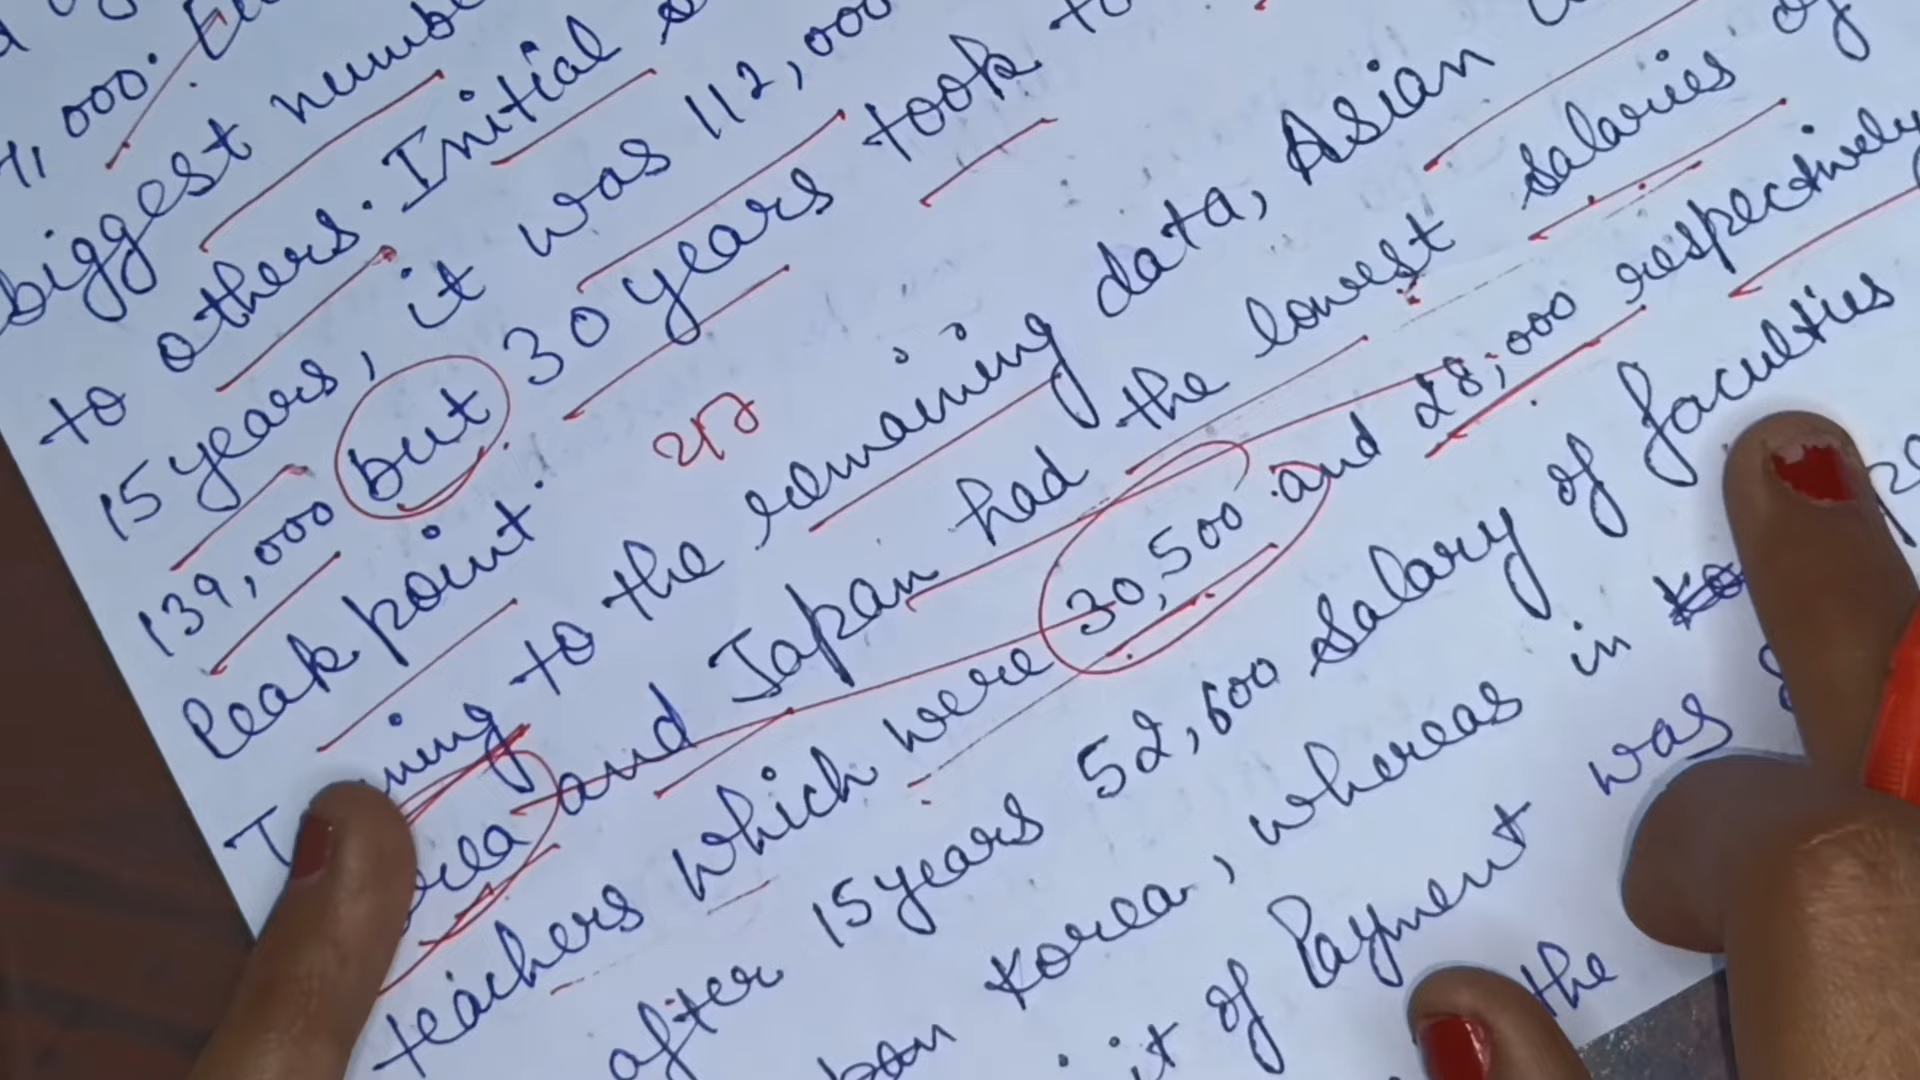 000.
biggest numb
to others. Initial
15 years, it was 112,000
139,000 but 30 years took to
Peak point.
ning to the remaining data, Asian
and Japan had the lowest salaries of
teachers which were 30,500 and 28,000 respectively
after 15 years 52,600 salary of faculties
Korea, whereas in
it of Payment was
the